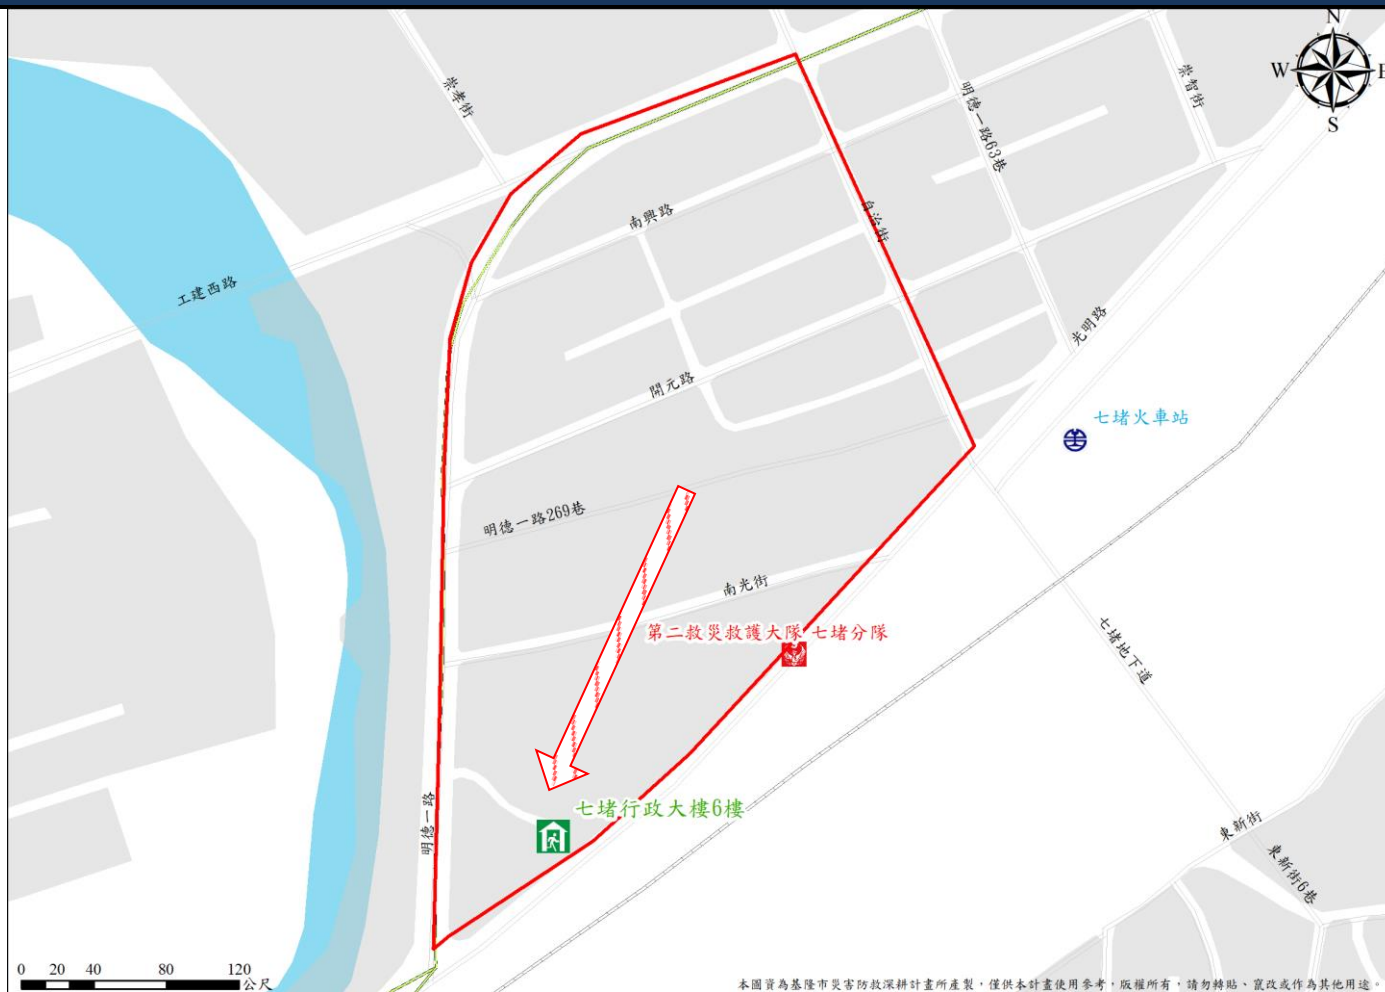 N
W
E
S
崇孝街
明德一路63巷
崇智街
南興路
自治街
工建西路
光明路
開元路
七堵火車站
明德一路269巷
南光街
第二救災救護大隊 七堵分隊
七堵地下道
七堵行政大樓6樓
明德一路
東新街
東新街6巷
0 20 40 80 120
公尺
本圖資為基隆市災害防救深耕計畫所產製，僅供本計畫使用參考，版權所有，請勿轉貼、竄改或作為其他用途。